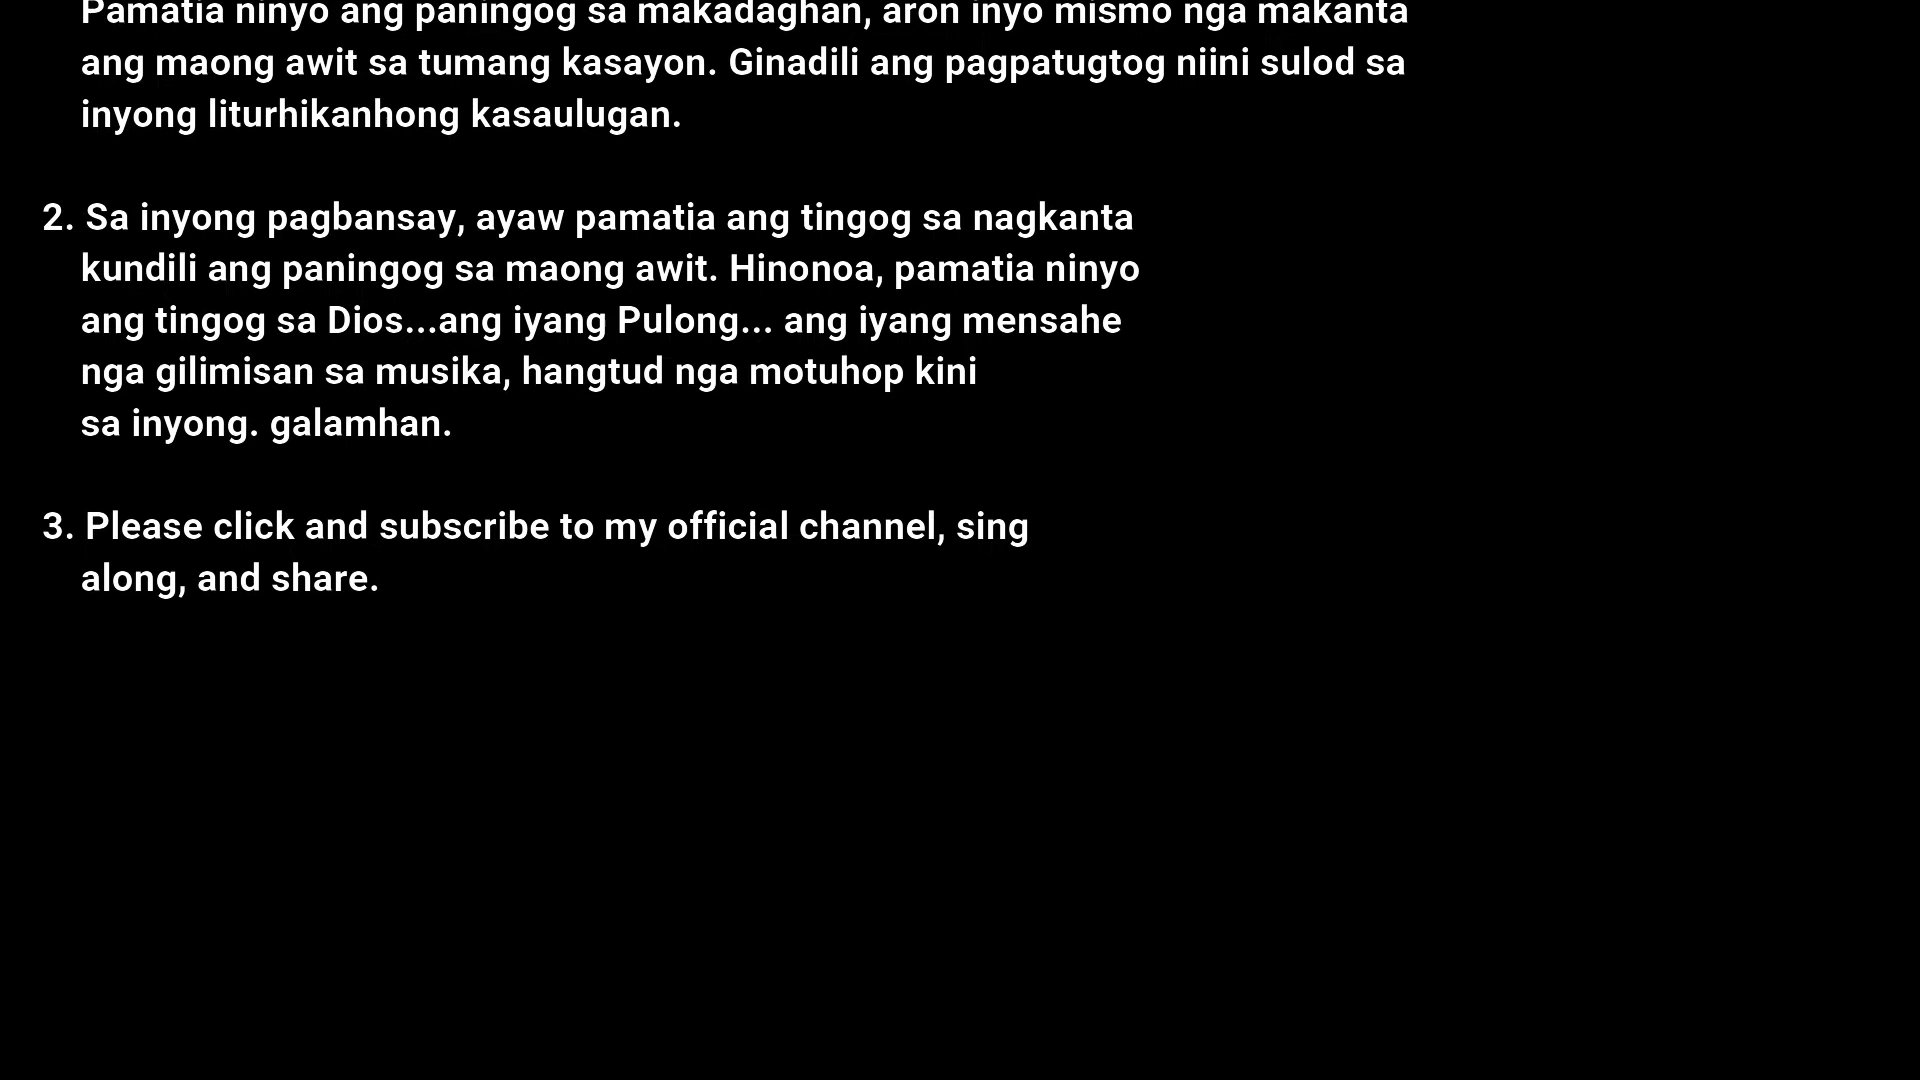 Pamatia ninyo ang paningog sa makadaghan, aron inyo mismo nga makanta
ang maong awit sa tumang kasayon. Ginadili ang pagpatugtog niini sulod sa
inyong liturhikanhong kasaulugan.
2. Sa inyong pagbansay, ayaw pamatia ang tingog sa nagkanta
kundili ang paningog sa maong awit. Hinonoa, pamatia ninyo
ang tingog sa Dios...ang iyang Pulong... ang iyang mensahe
nga gilimisan sa musika, hangtud nga motuhop kini
sa inyong. galamhan.
3. Please click and subscribe to my official channel, sing
along, and share.